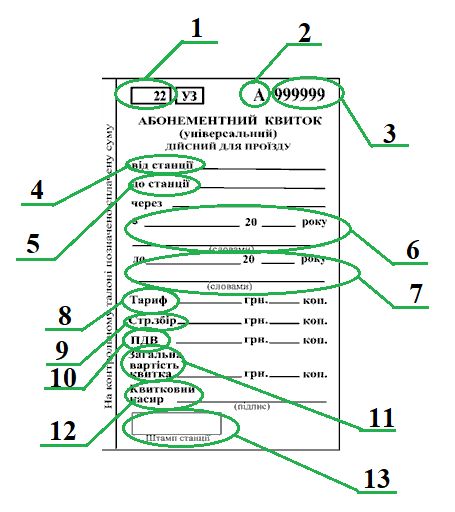 1
2
22 УЗ А 999999
3
АБОНЕМЕНТНИЙ КВИТОК
(універсальний)
ДІЙСНИЙ ДЛЯ ПРОЇЗДУ
4
від станції
5
до станції
через
з 20 року
(словами)
6
до 20 року
(словами)
7
8
Тариф грн. коп.
9
Стр.збір грн. коп.
10
ПДВ грн. коп.
Загальна
вартість
квитка грн. коп.
11
12
Квитковий
касир
(підпис)
Штамп станції
13
На контрольному талоні позначено сплачену суму